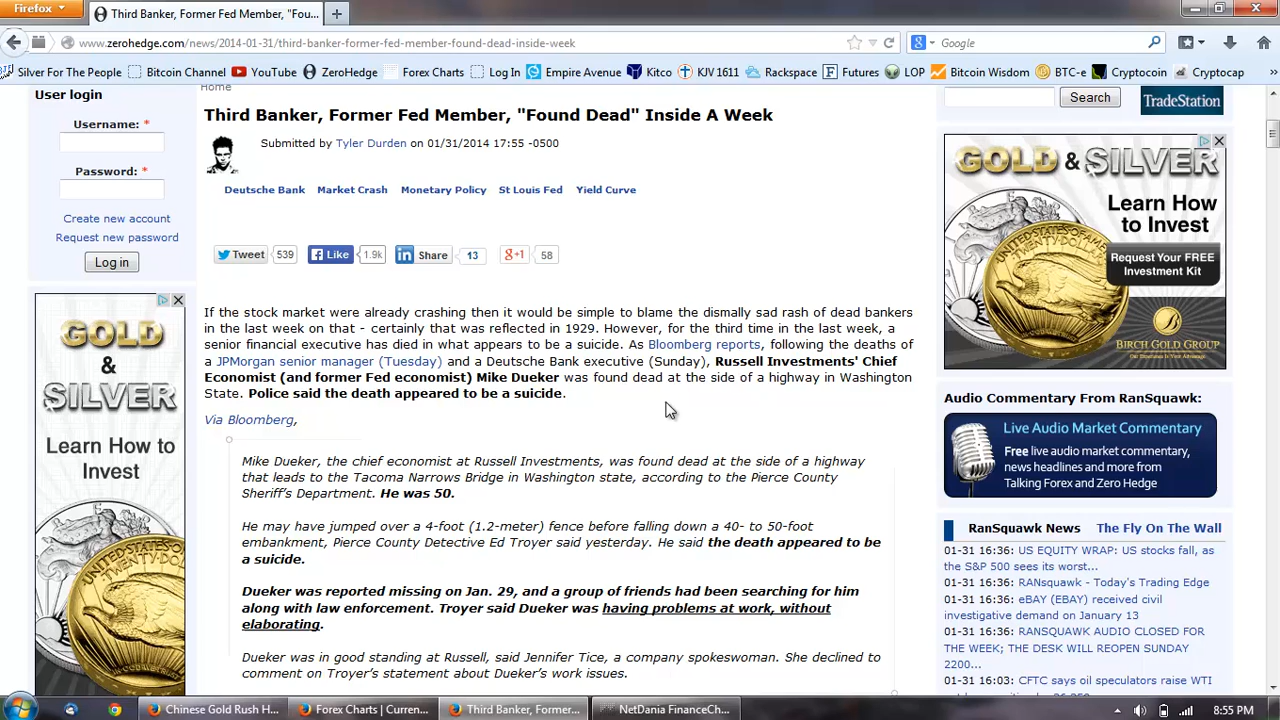 Firefox
Third Banker, Former Fed Member, "Fou...
www.zerohedge.com/news/2014-01-31/third-banker-former-fed-member-found-dead-inside-week
Google
Silver For The People
Bitcoin Channel
YouTube
ZeroHedge
Forex Charts
Log In
Empire Avenue
Kitco
KJV 1611
Rackspace
Futures
LOP
Bitcoin Wisdom
BTC-e
Cryptocoin
Cryptocap
»
User login
Username: *
Password: *
Create new account
Request new password
Log in
GOLD
&
SILVER
Learn How
to Invest
Home
Third Banker, Former Fed Member, "Found Dead" Inside A Week
Submitted by Tyler Durden on 01/31/2014 17:55 -0500
Deutsche Bank Market Crash Monetary Policy St Louis Fed Yield Curve
Tweet 539 Like 1.9k Share 13 +1 58
If the stock market were already crashing then it would be simple to blame the dismally sad rash of dead bankers
in the last week on that - certainly that was reflected in 1929. However, for the third time in the last week, a
senior financial executive has died in what appears to be a suicide. As Bloomberg reports, following the deaths of
a JPMorgan senior manager (Tuesday) and a Deutsche Bank executive (Sunday), Russell Investments' Chief
Economist (and former Fed economist) Mike Dueker was found dead at the side of a highway in Washington
State. Police said the death appeared to be a suicide.
Via Bloomberg,
Mike Dueker, the chief economist at Russell Investments, was found dead at the side of a highway
that leads to the Tacoma Narrows Bridge in Washington state, according to the Pierce County
Sheriff's Department. He was 50.
He may have jumped over a 4-foot (1.2-meter) fence before falling down a 40- to 50-foot
embankment, Pierce County Detective Ed Troyer said yesterday. He said the death appeared to be
a suicide.
Dueker was reported missing on Jan. 29, and a group of friends had been searching for him
along with law enforcement. Troyer said Dueker was having problems at work, without
elaborating.
Dueker was in good standing at Russell, said Jennifer Tice, a company spokeswoman. She declined to
comment on Troyer's statement about Dueker's work issues.
Search
TradeStation
GOLD & SILVER
Learn How
to Invest
Request Your FREE
Investment Kit
BIRCH GOLD GROUP
Audio Commentary From RanSquawk:
Live Audio Market Commentary
Free live audio market commentary,
news headlines and more from
Talking Forex and Zero Hedge
RanSquawk News The Fly On The Wall
01-31 16:36: US EQUITY WRAP: US stocks fall, as
the S&P 500 sees its worst...
01-31 16:36: RANsquawk - Today's Trading Edge
01-31 16:36: eBAY (EBAY) received civil
investigative demand on January 13
01-31 16:36: RANSQUAWK AUDIO CLOSED FOR
THE WEEK; THE DESK WILL REOPEN SUNDAY
2200...
01-31 16:03: CFTC says oil speculators raise WTI
Chinese Gold Rush H...
Forex Charts | Curren...
Third Banker, Former...
NetDania FinanceCh...
8:55 PM